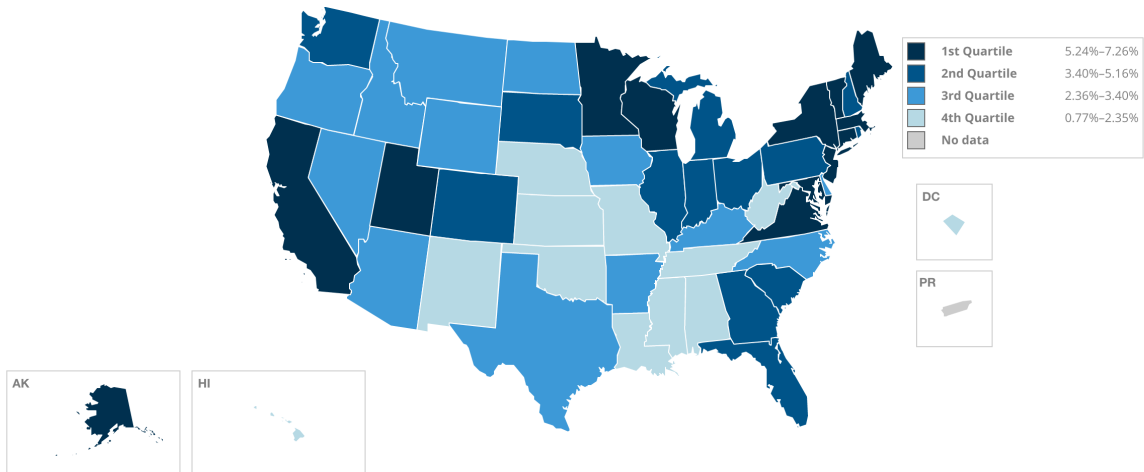 1st Quartile 5.24%–7.26%
2nd Quartile 3.40%–5.16%
3rd Quartile 2.36%–3.40%
4th Quartile 0.77%–2.35%
No data
DC
PR
AK HI